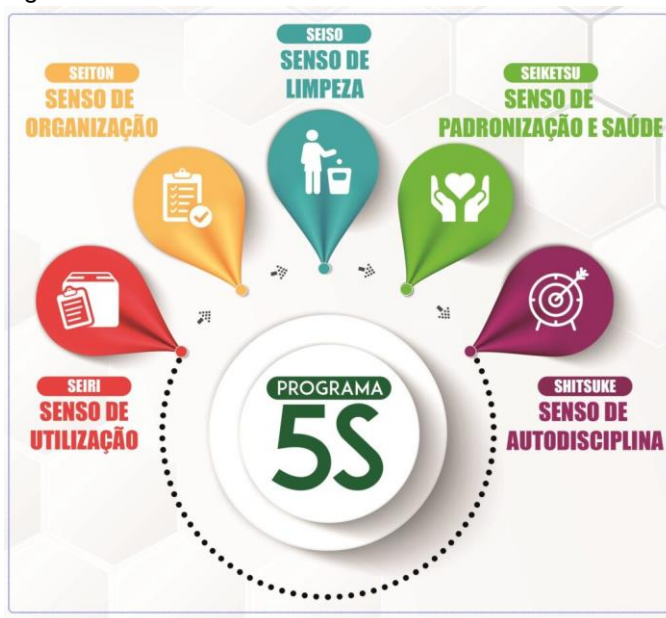 SEIRI
SENSO DE
UTILIZAÇÃO
SEITON
SENSO DE
ORGANIZAÇÃO
SEISO
SENSO DE
LIMPEZA
SEIKETSU
SENSO DE
PADRONIZAÇÃO E SAÚDE
SHITSUKE
SENSO DE
AUTODISCIPLINA
PROGRAMA
5S